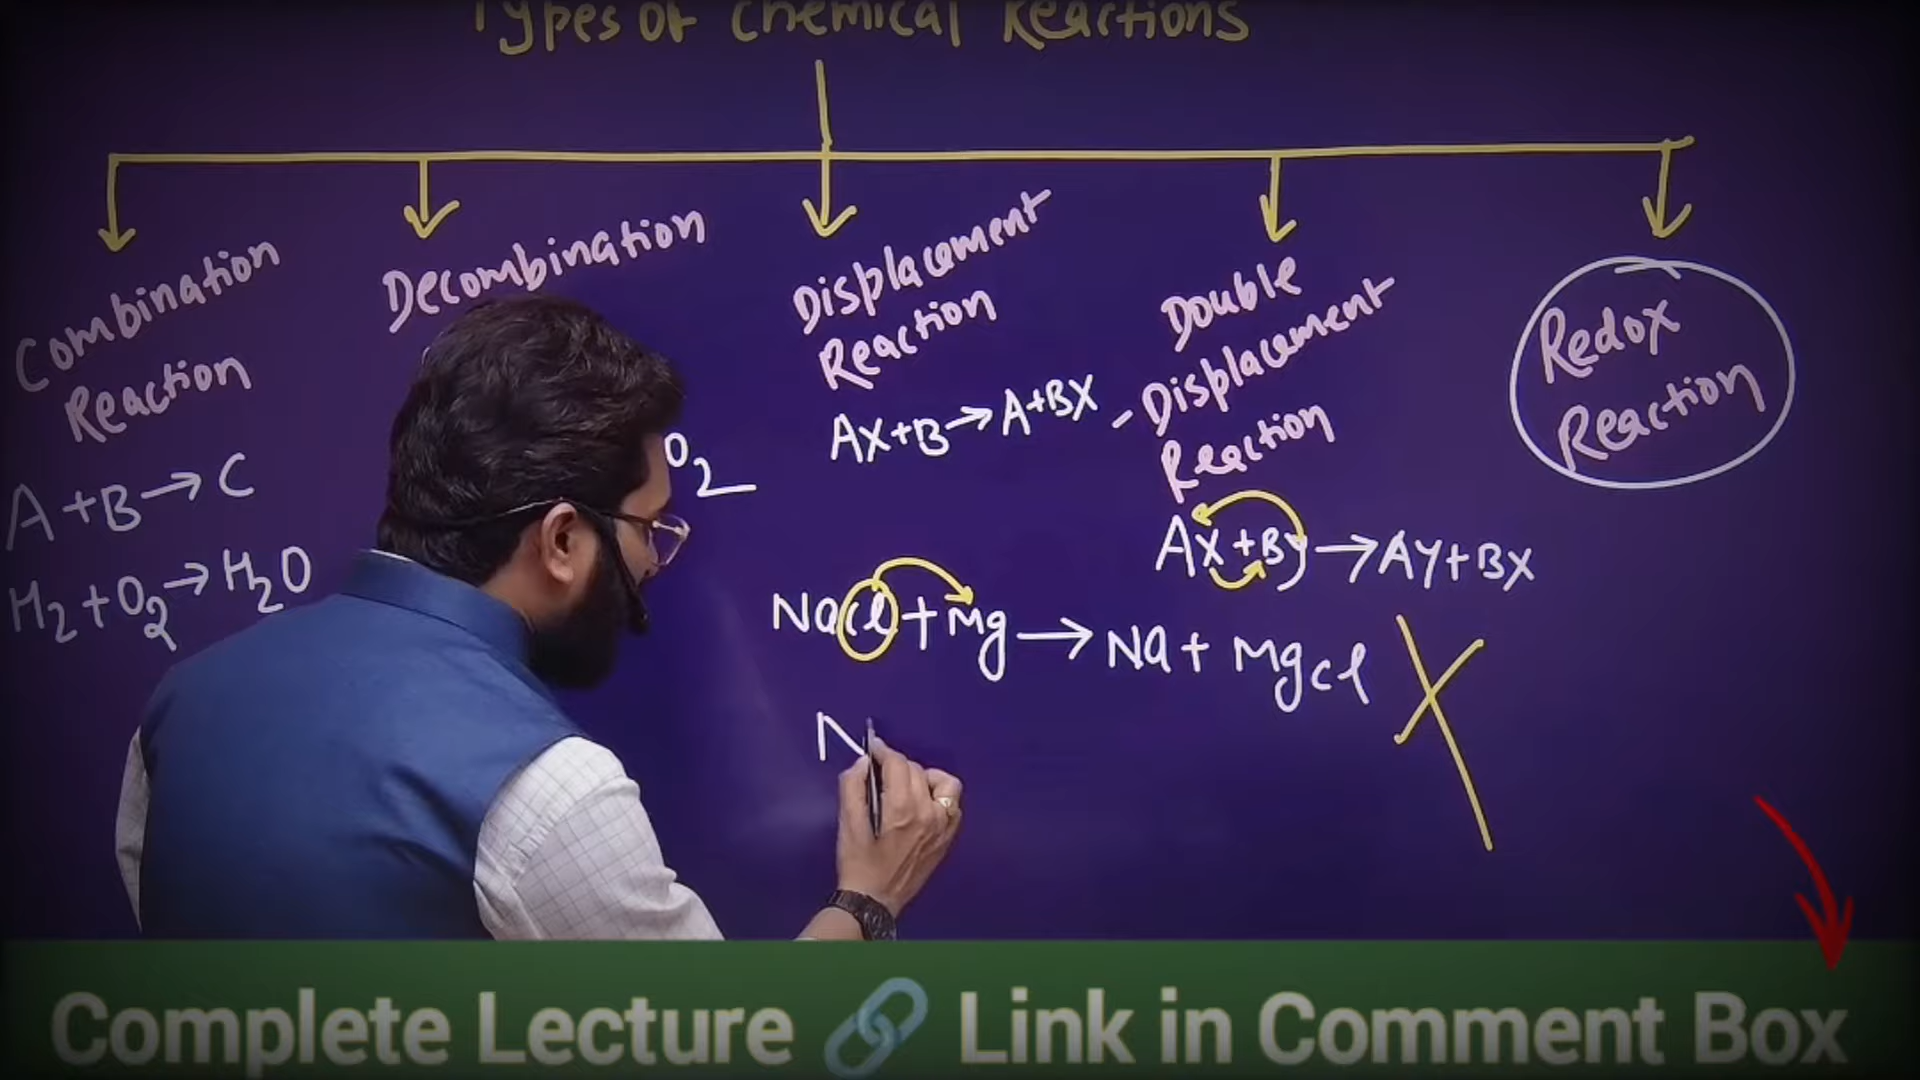 Types of Chemical Reactions
Combination
Reaction
A+B→C
H2+O2→H2O
Decombination
O2
Displacement
Reaction
AX+B→A+BX
NaCl+Mg→Na+MgCl
N
Double
-Displacement
Reaction
Ax+By→AY+BX
Redox
Reaction
Complete Lecture 🔗 Link in Comment Box